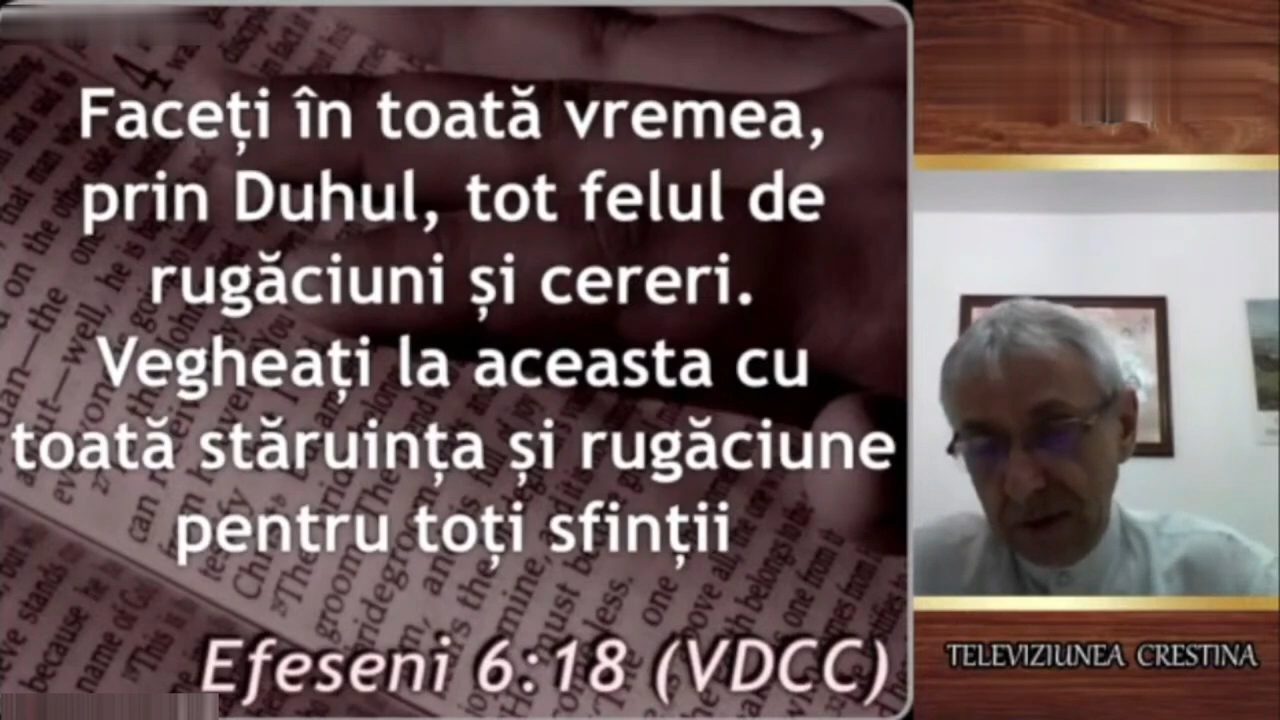 Faceți în toată vremea,
prin Duhul, tot felul de
rugăciuni și cereri.
Vegheați la aceasta cu
toată stăruința și rugăciune
pentru toți sfinții
Efeseni 6:18 (VDCC)
TELEVIZIUNEA CRESTINA